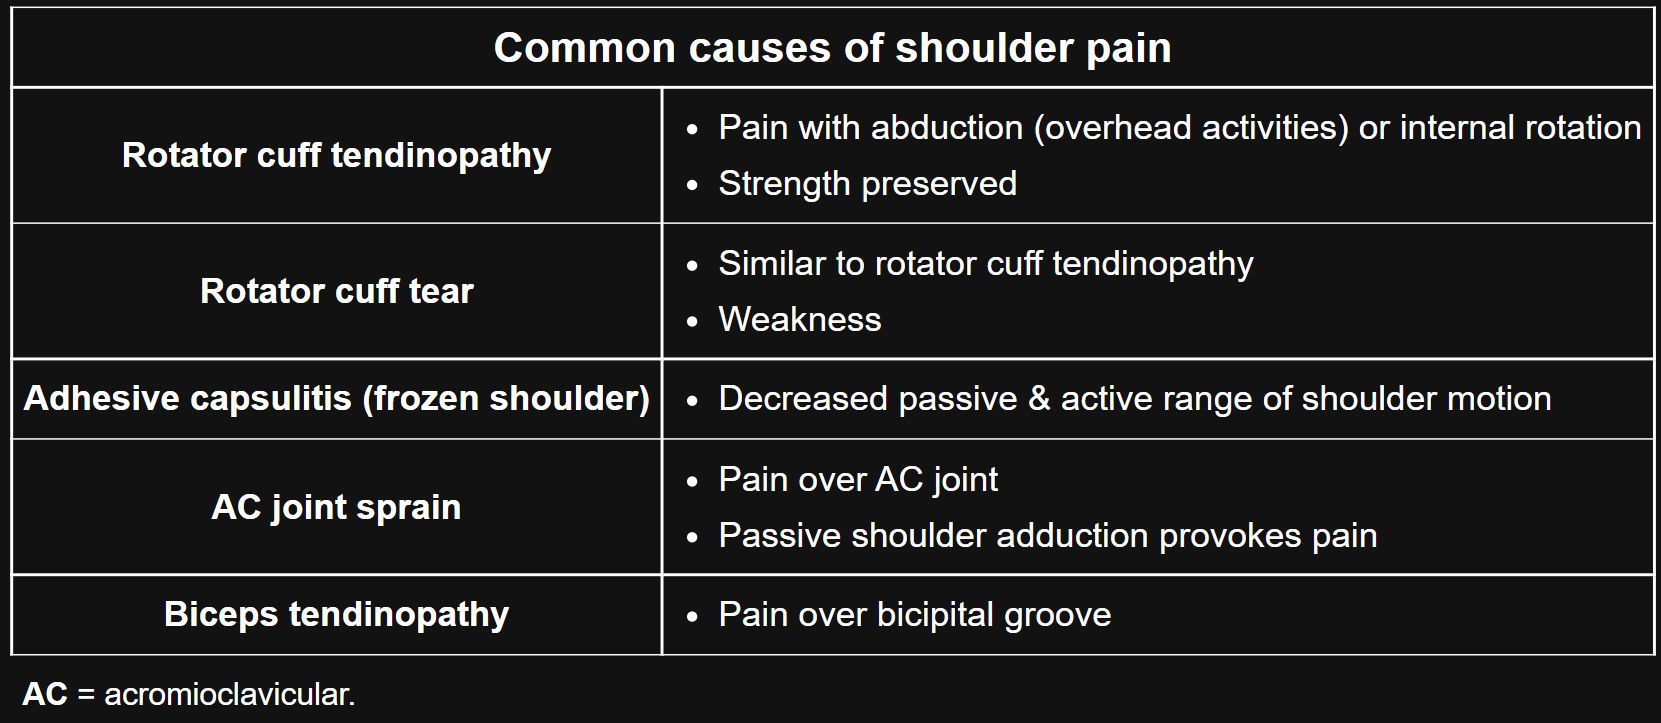 Common causes of shoulder pain
Rotator cuff tendinopathy
• Pain with abduction (overhead activities) or internal rotation
• Strength preserved
Rotator cuff tear
• Similar to rotator cuff tendinopathy
• Weakness
Adhesive capsulitis (frozen shoulder)
• Decreased passive & active range of shoulder motion
AC joint sprain
• Pain over AC joint
• Passive shoulder adduction provokes pain
Biceps tendinopathy
• Pain over bicipital groove
AC = acromioclavicular.